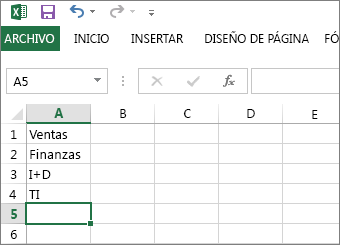 ARCHIVO INICIO INSERTAR DISEÑO DE PÁGINA FÓ
A5 fx
A B C D E
1 Ventas
2 Finanzas
3 I+D
4 TI
5
6